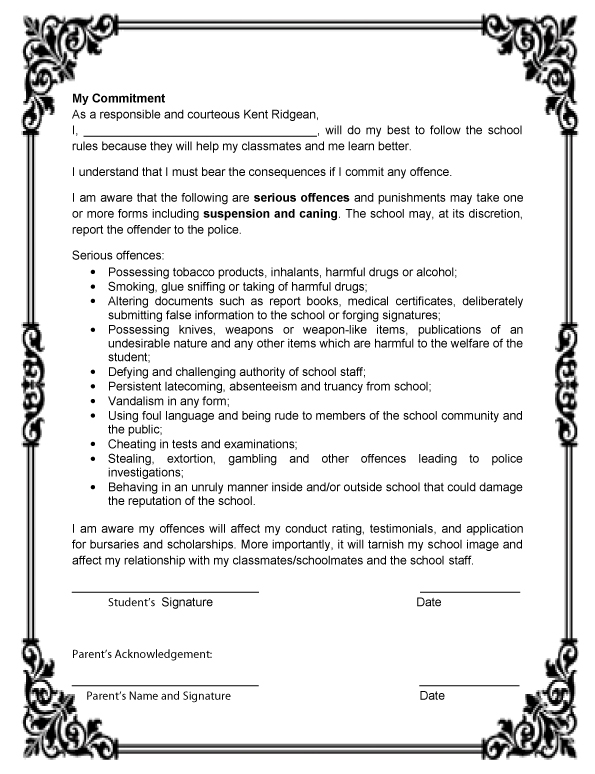 My Commitment
As a responsible and courteous Kent Ridgean,
I, ___________________________________, will do my best to follow the school
rules because they will help my classmates and me learn better.
I understand that I must bear the consequences if I commit any offence.
I am aware that the following are serious offences and punishments may take one
or more forms including suspension and caning. The school may, at its discretion,
report the offender to the police.
Serious offences:
• Possessing tobacco products, inhalants, harmful drugs or alcohol;
• Smoking, glue sniffing or taking of harmful drugs;
• Altering documents such as report books, medical certificates, deliberately
submitting false information to the school or forging signatures;
• Possessing knives, weapons or weapon-like items, publications of an
undesirable nature and any other items which are harmful to the welfare of the
student;
• Defying and challenging authority of school staff;
• Persistent latecoming, absenteeism and truancy from school;
• Vandalism in any form;
• Using foul language and being rude to members of the school community and
the public;
• Cheating in tests and examinations;
• Stealing, extortion, gambling and other offences leading to police
investigations;
• Behaving in an unruly manner inside and/or outside school that could damage
the reputation of the school.
I am aware my offences will affect my conduct rating, testimonials, and application
for bursaries and scholarships. More importantly, it will tarnish my school image and
affect my relationship with my classmates/schoolmates and the school staff.
Student's Signature Date
Parent's Acknowledgement:
Parent's Name and Signature Date